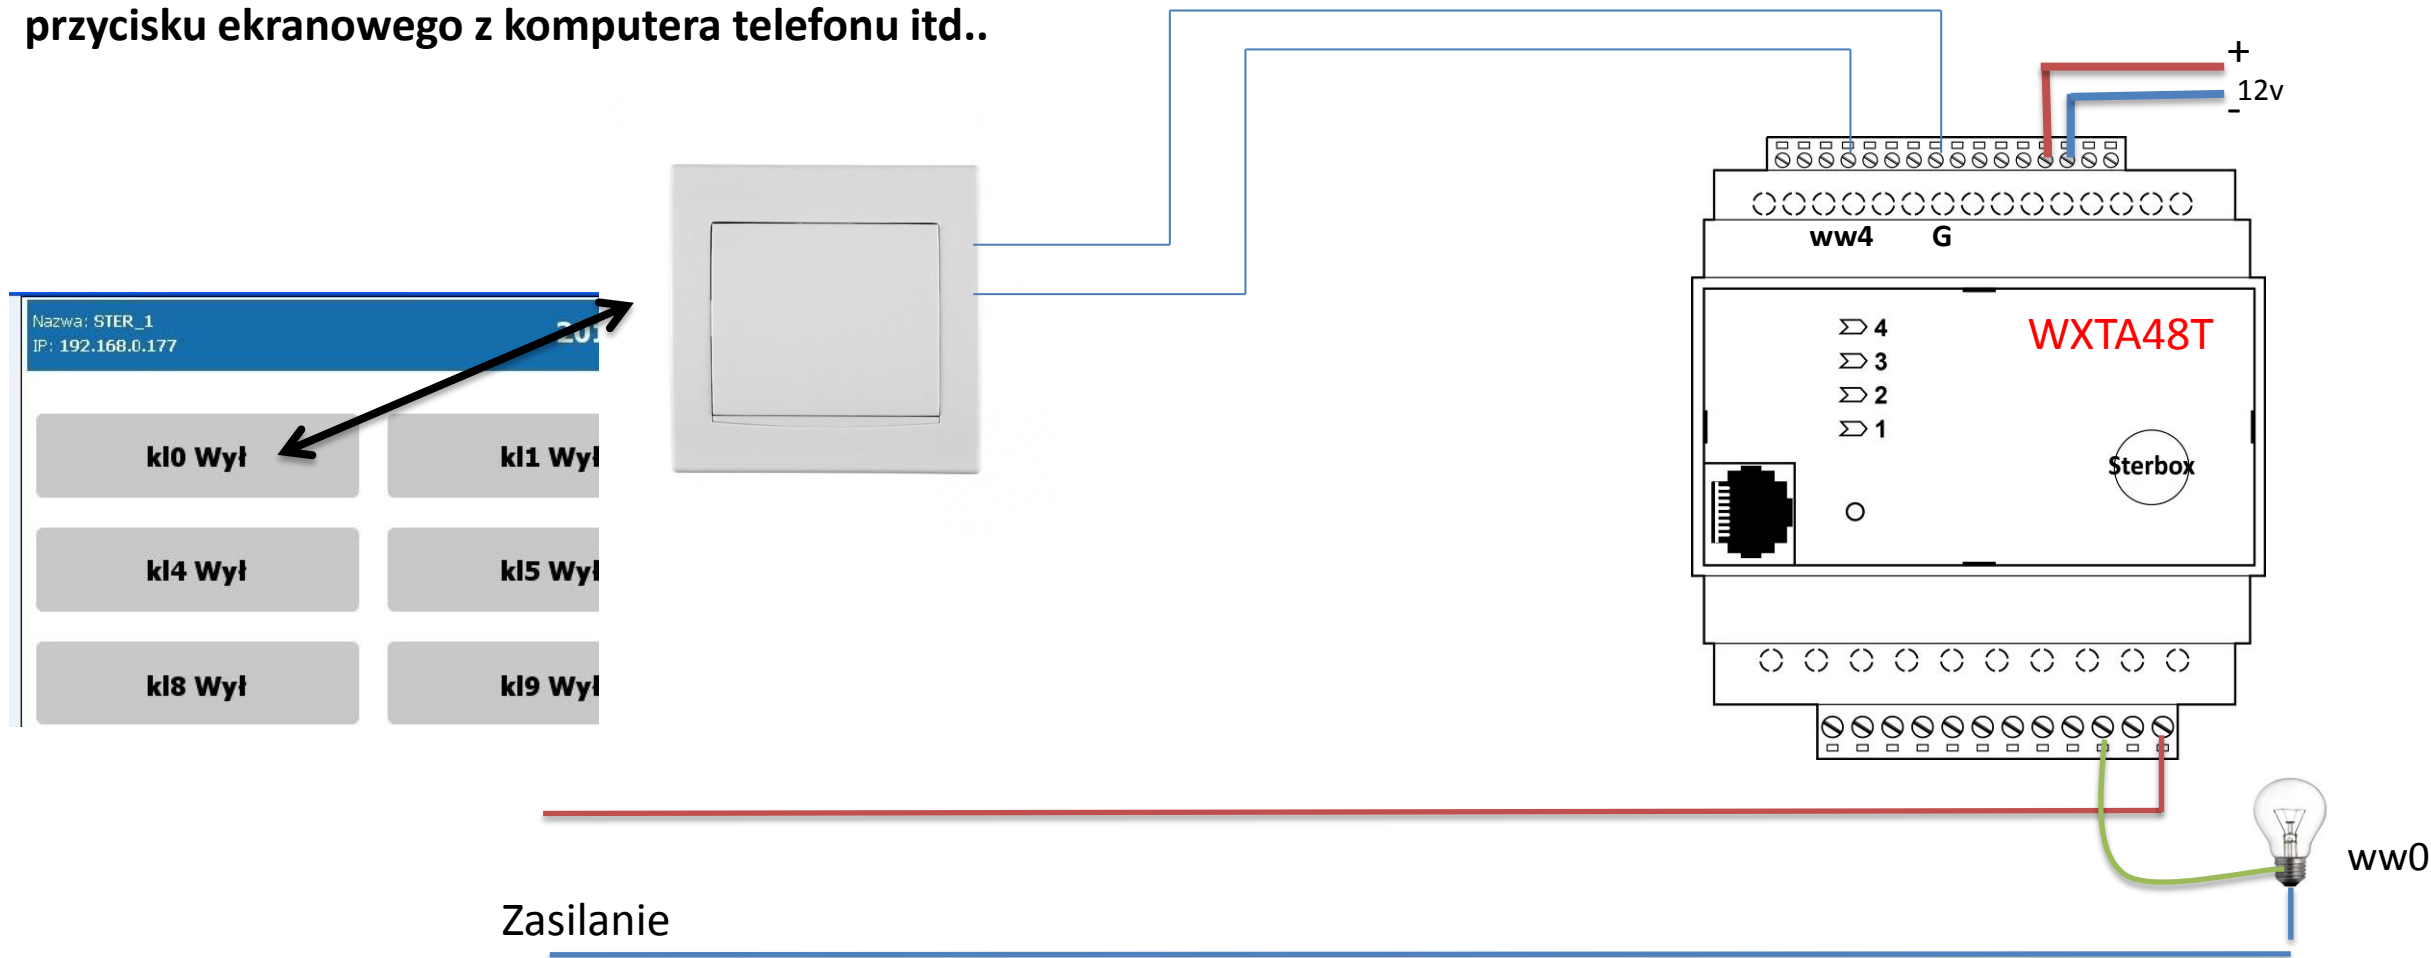 przycisku ekranowego z komputera telefonu itd..
+
12v
-
ww4 G
Nazwa: STER_1
IP: 192.168.0.177
201
4
3
2
1
WXTA48T
Sterbox
kl0 Wył
kl1 Wył
kl4 Wył
kl5 Wył
kl8 Wył
kl9 Wył
ww0
Zasilanie